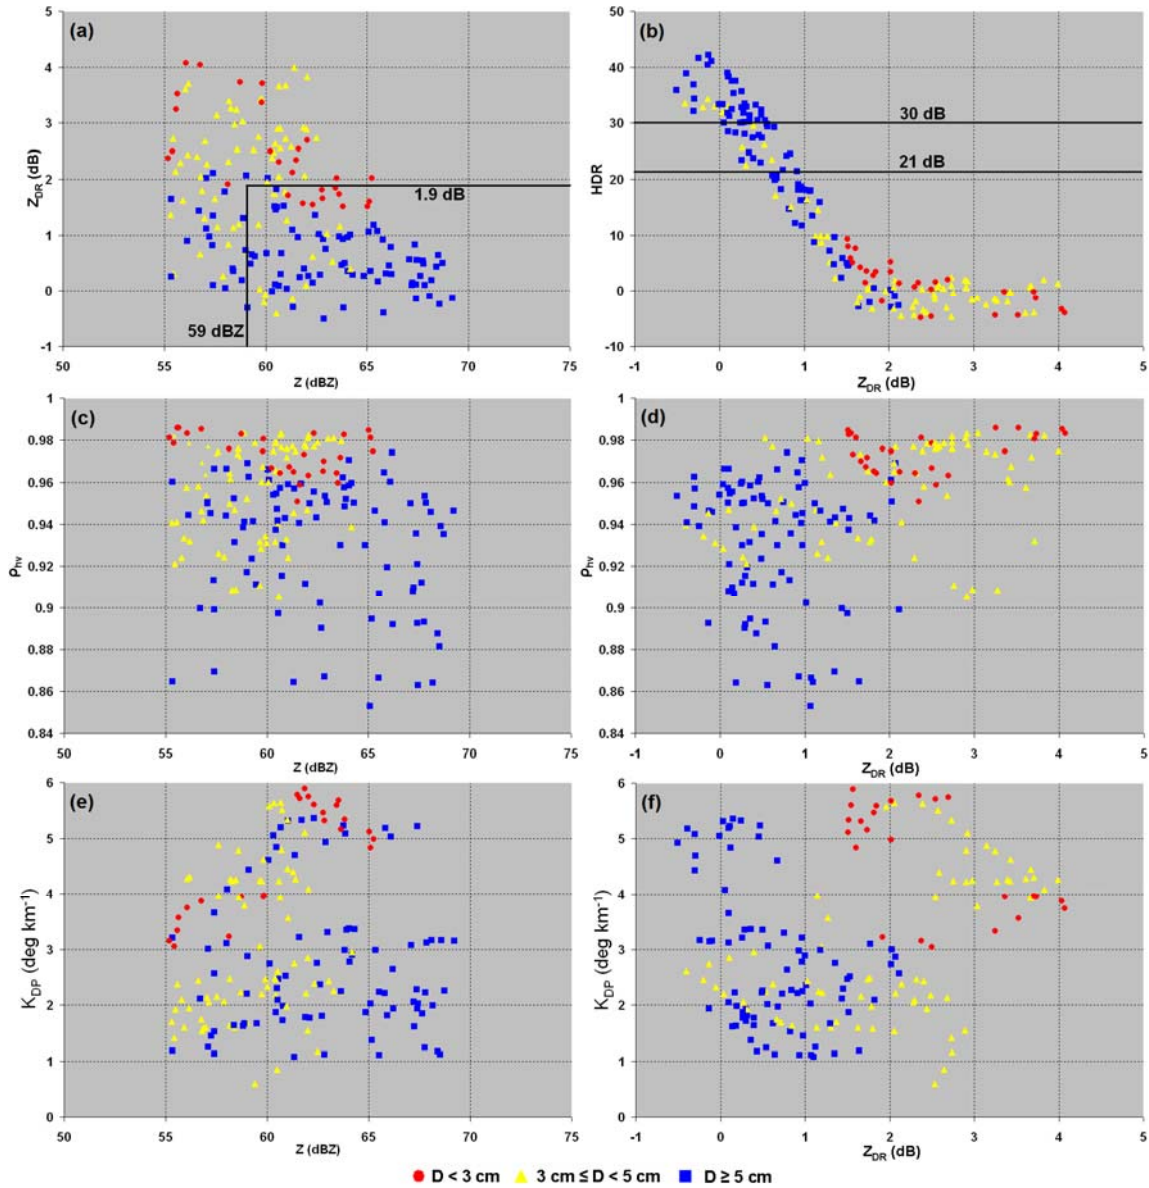 (a)
5
4
3
2
1
0
-1
Z_DR (dB)
1.9 dB
59 dBZ
50 55 60 65 70 75
Z (dBZ)
(b)
50
40
30
20
10
0
-10
HDR
30 dB
21 dB
-1 0 1 2 3 4 5
Z_DR (dB)
(c)
1
0.98
0.96
0.94
0.92
0.9
0.88
0.86
0.84
ρhv
50 55 60 65 70 75
Z (dBZ)
(d)
1
0.98
0.96
0.94
0.92
0.9
0.88
0.86
0.84
ρhv
-1 0 1 2 3 4 5
Z_DR (dB)
(e)
6
5
4
3
2
1
0
K_DP (deg km⁻¹)
50 55 60 65 70 75
Z (dBZ)
(f)
6
5
4
3
2
1
0
K_DP (deg km⁻¹)
-1 0 1 2 3 4 5
Z_DR (dB)
D < 3 cm 3 cm ≤ D < 5 cm D ≥ 5 cm